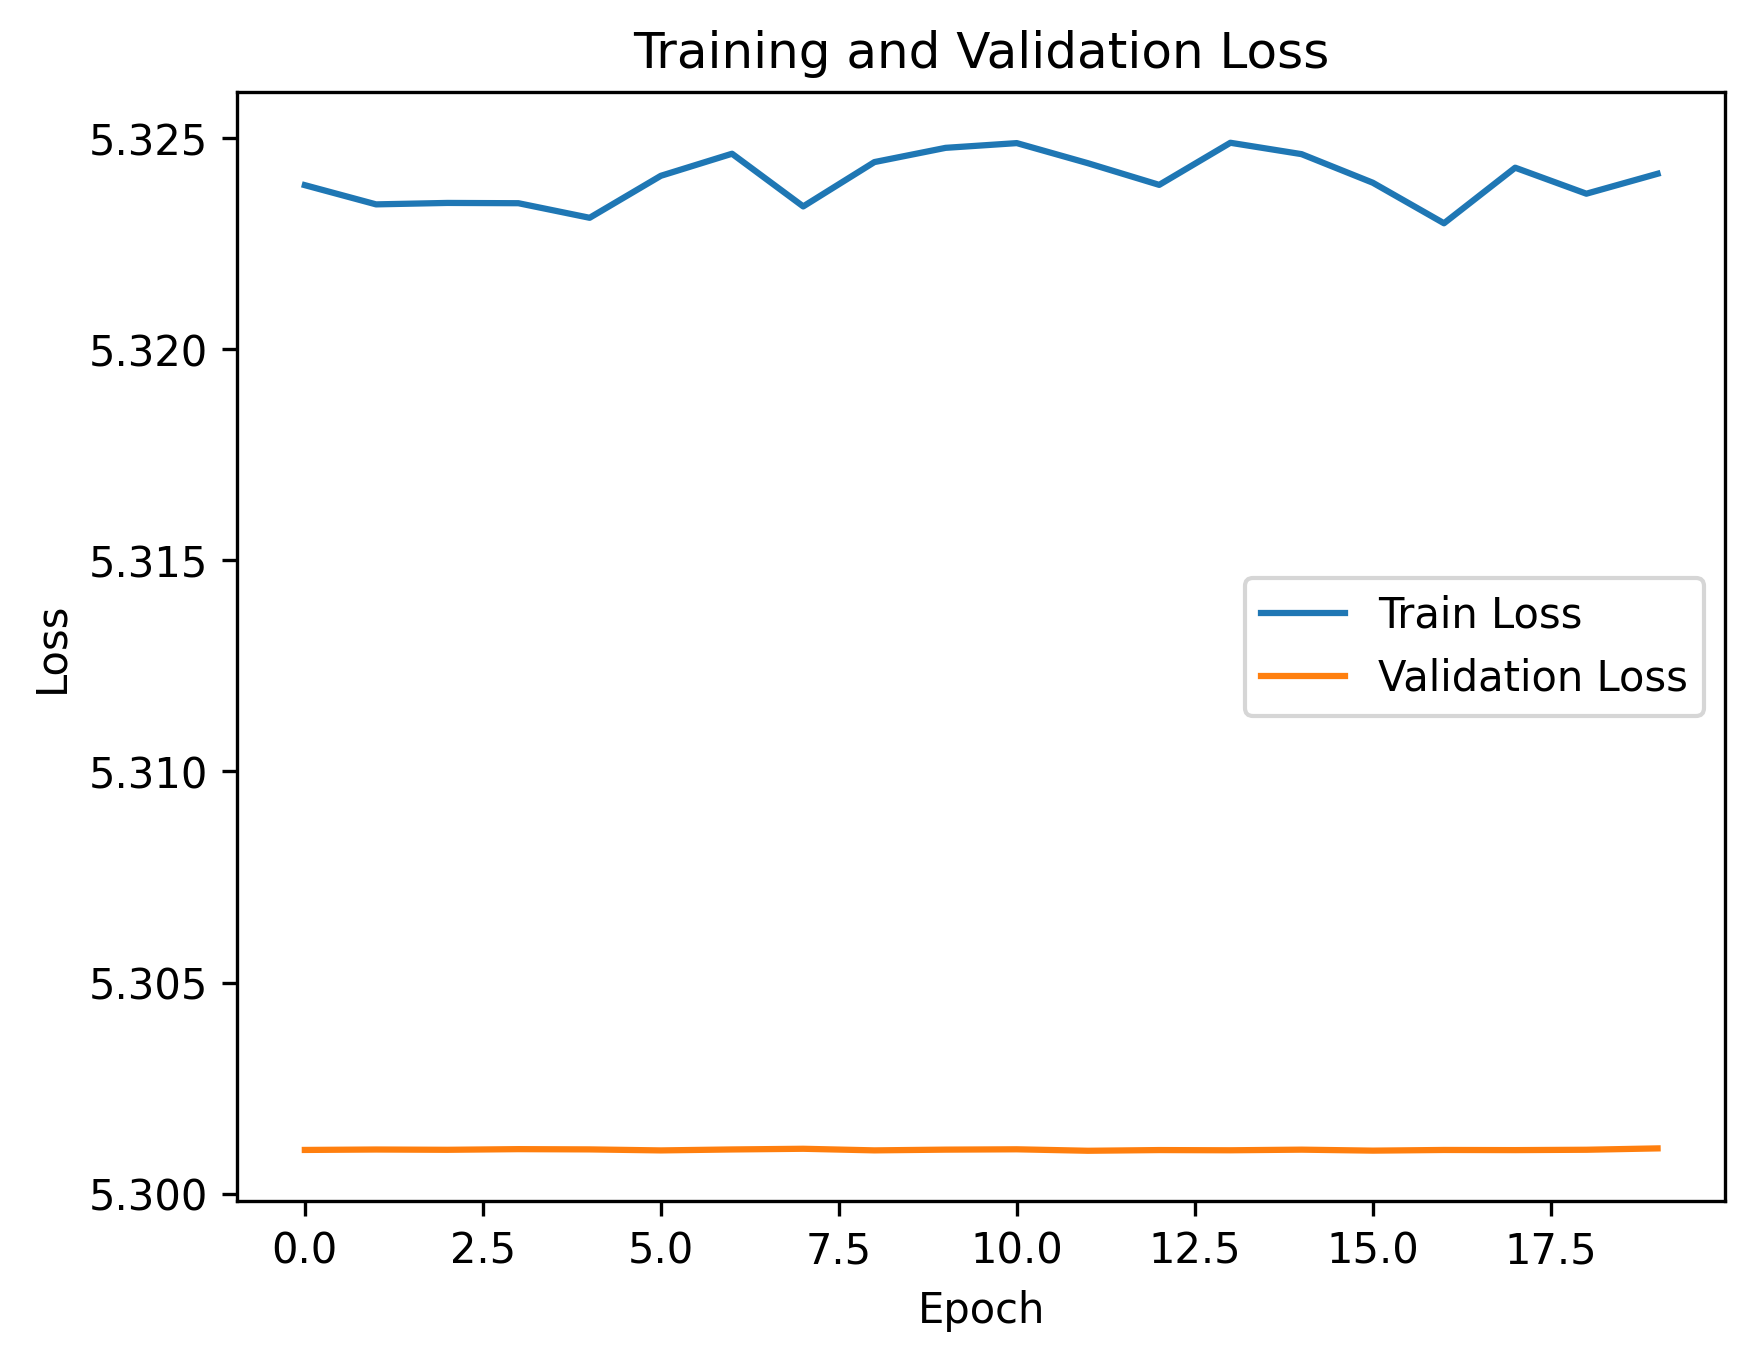 Training and Validation Loss
5.325
5.320
5.315
5.310
5.305
5.300
Loss
Train Loss
Validation Loss
0.0 2.5 5.0 7.5 10.0 12.5 15.0 17.5
Epoch